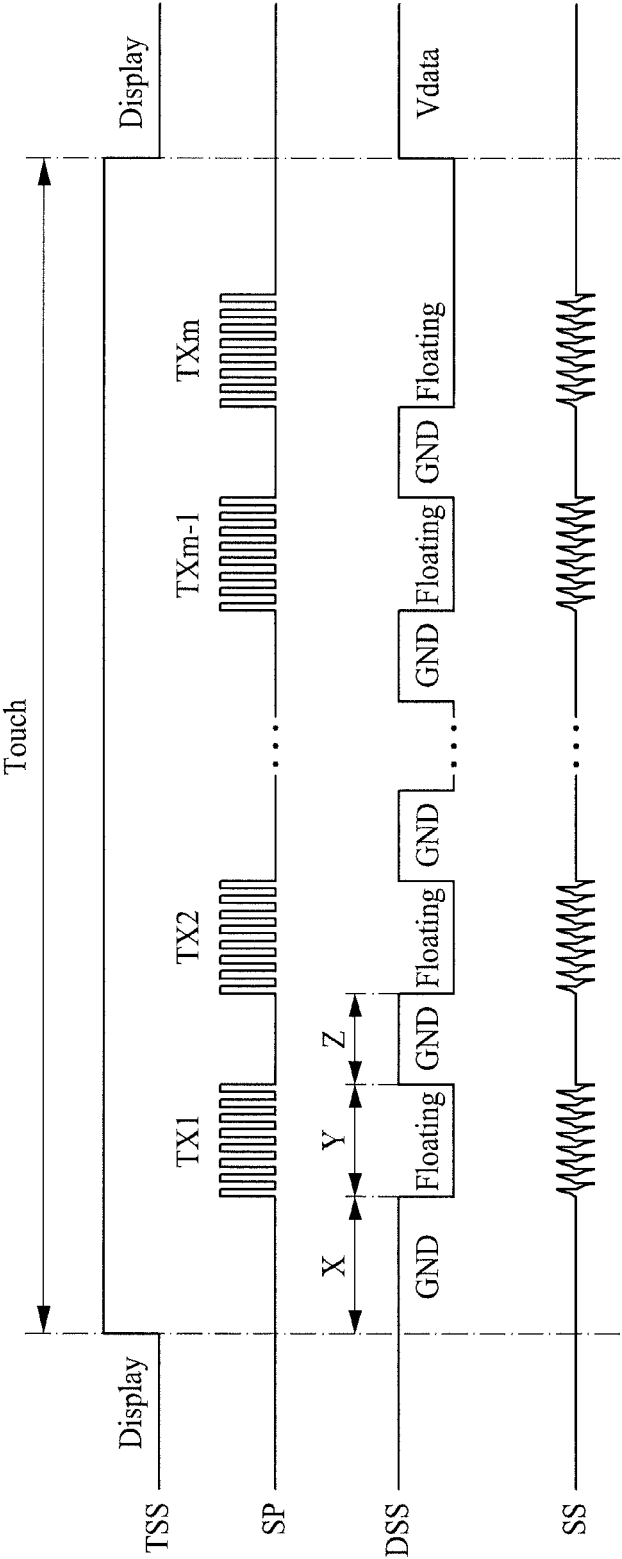 Touch
Display
Display
TSS
TX1
TX2
TXm-1
TXm
SP
...
X
Y
Z
DSS
GND
Floating
GND
Floating
GND
...
GND
Floating
GND
Floating
Vdata
SS
...